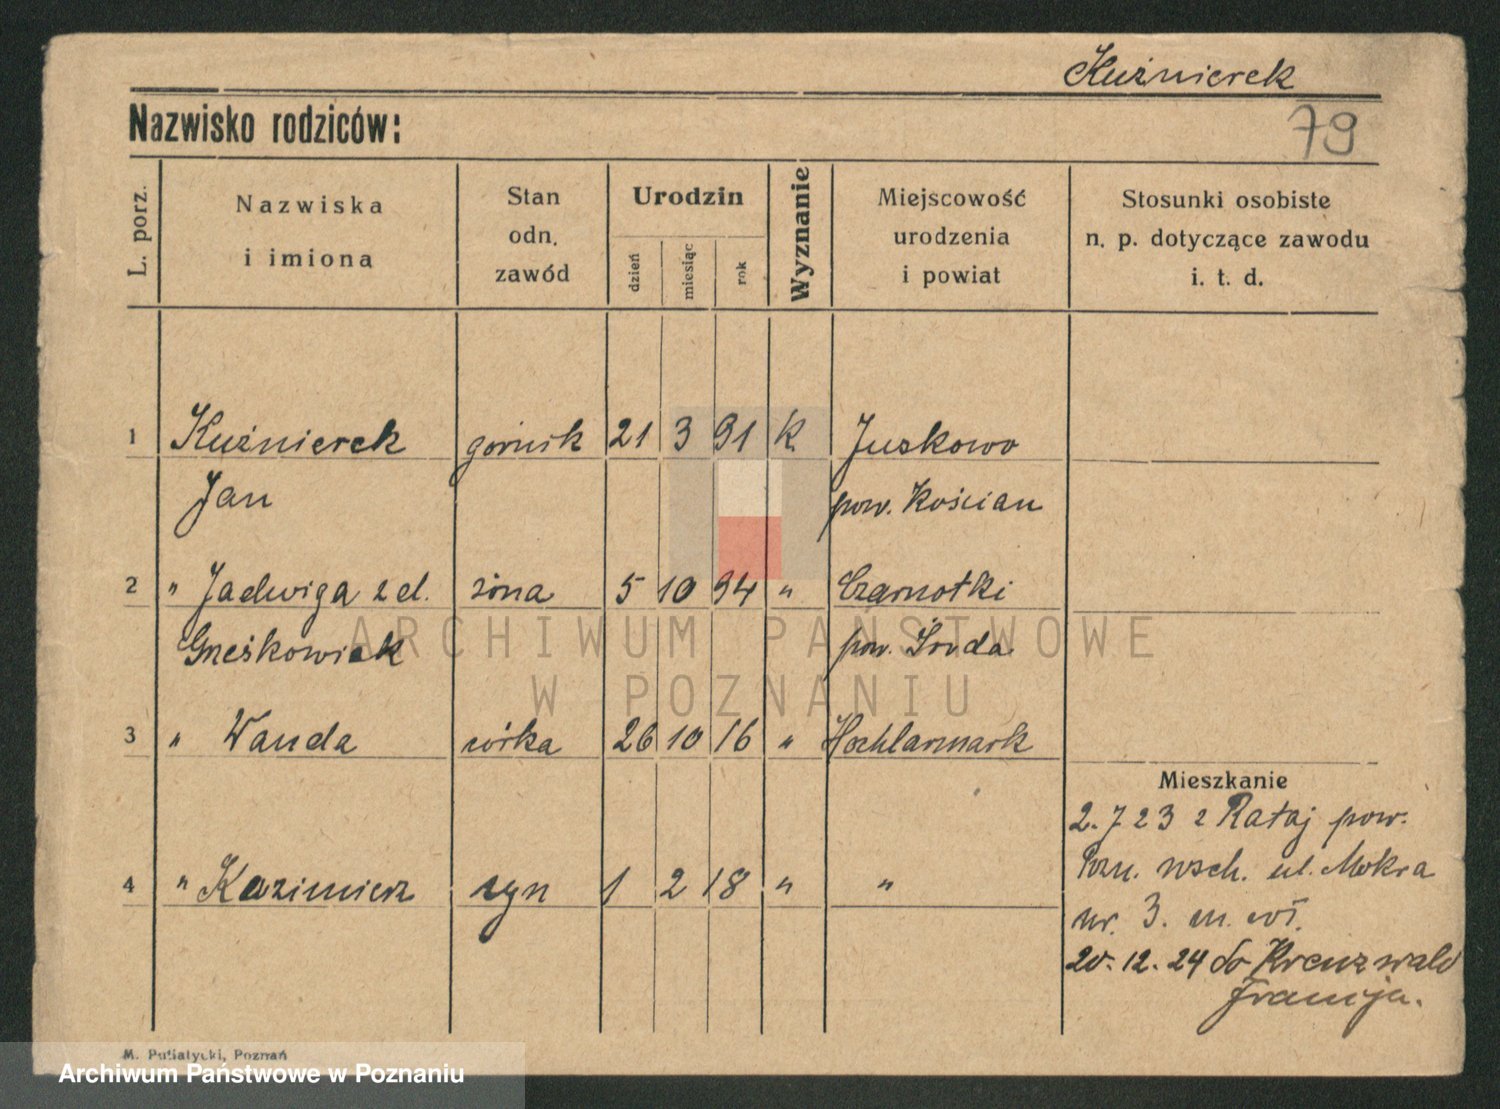 Kuźnierek
Nazwisko rodziców:
79
L. porz.
Nazwiska
i imiona
Stan
odn.
zawód
Urodzin
dzień
miesiąc
rok
Wyznanie
Miejscowość
urodzenia
i powiat
Stosunki osobiste
n. p. dotyczące zawodu
i. t. d.
1 Kuźnierek górnik 21 3 91 K Juskowo
Jan pow. Kościan
2 " Jadwiga z d. żona 5 10 94 " Czarnotki
Gnieśkowiak pow. Środa
3 " Wanda córka 26 10 16 " Hochlarmark
Mieszkanie
2. 7 23 z Rataj pow.
Pozn. wsch. ul. Mokra
4 " Kazimierz syn 1 2 18 " "
nr. 3. m. wł.
20. 12. 24 do Kreuzwald
Francja.
M. Putiatycki, Poznań
ARCHIWUM PAŃSTWOWE
W POZNANIU
Archiwum Państwowe w Poznaniu